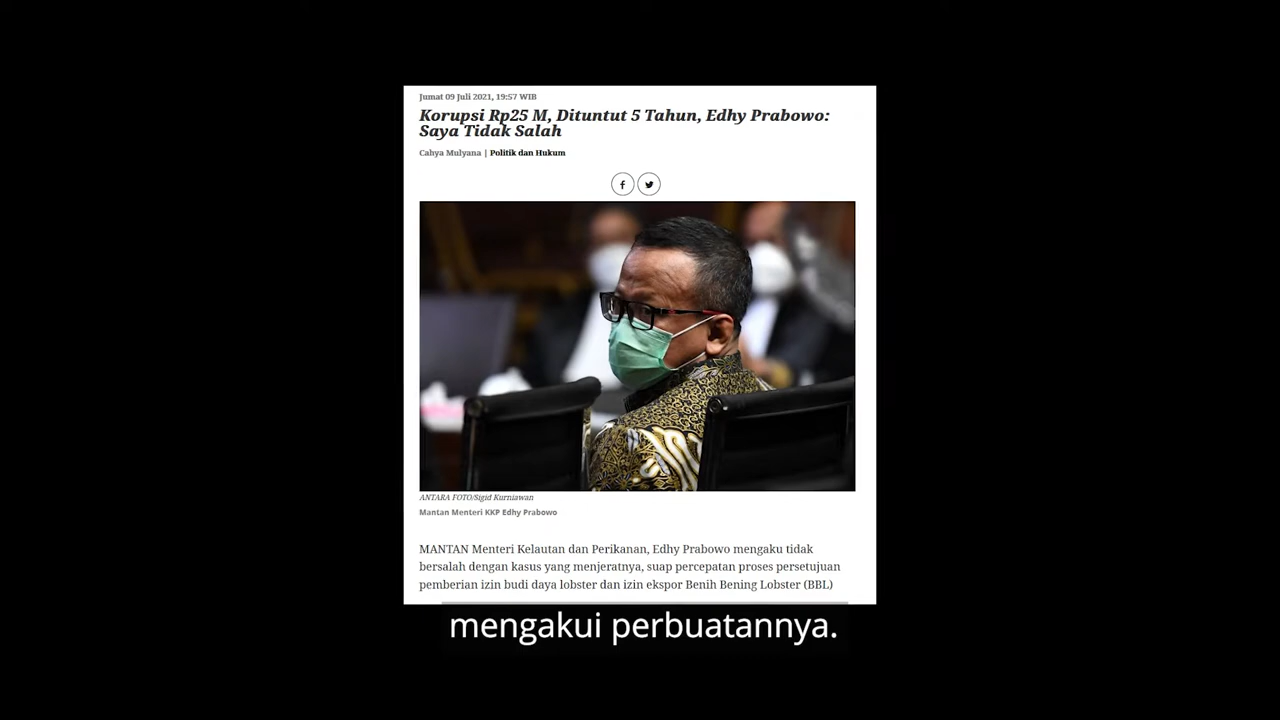 Jumat 09 Juli 2021, 19:57 WIB
Korupsi Rp25 M, Dituntut 5 Tahun, Edhy Prabowo:
Saya Tidak Salah
Cahya Mulyana | Politik dan Hukum
ANTARA FOTO/Sigid Kurniawan
Mantan Menteri KKP Edhy Prabowo
MANTAN Menteri Kelautan dan Perikanan, Edhy Prabowo mengaku tidak
bersalah dengan kasus yang menjeratnya, suap percepatan proses persetujuan
pemberian izin budi daya lobster dan izin ekspor Benih Bening Lobster (BBL)
mengakui perbuatannya.